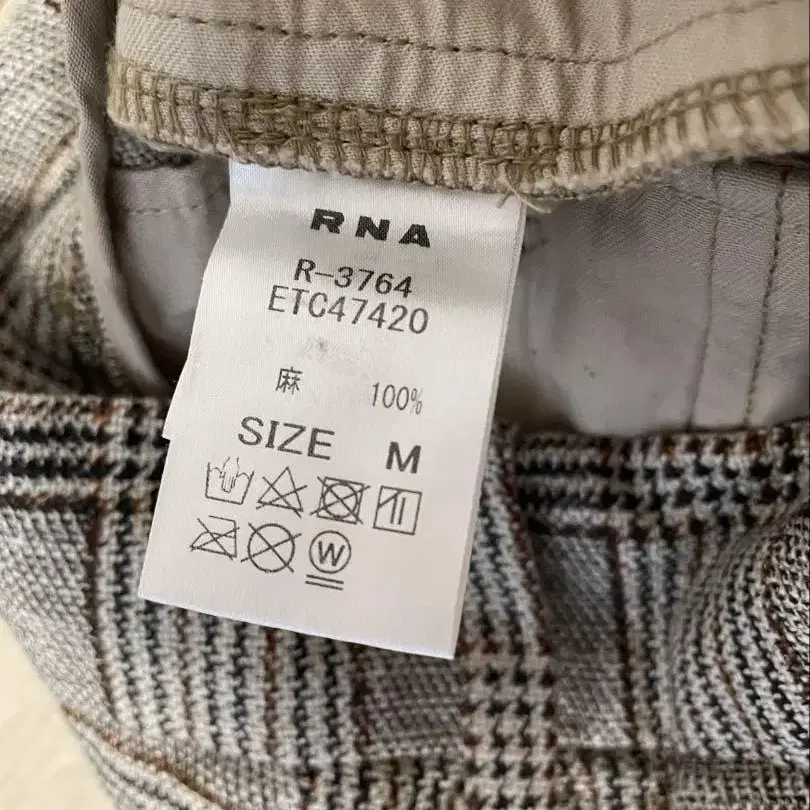 RNA
R-3764
ETC47420
麻 100%
SIZE M
W